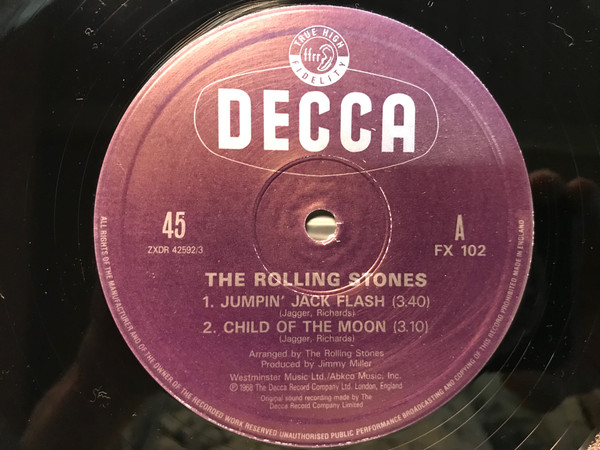 TRUE HIGH FIDELITY
ffrr
DECCA
45
ZXDR 42592/3
A
FX 102
THE ROLLING STONES
1. JUMPIN' JACK FLASH (3.40)
(Jagger, Richards)
2. CHILD OF THE MOON (3.10)
(Jagger, Richards)
Arranged by The Rolling Stones
Produced by Jimmy Miller
Westminster Music Ltd./Abkco Music, Inc.
℗ 1968 The Decca Record Company Ltd. London, England
Original sound recording made by The
Decca Record Company Limited
ALL RIGHTS OF THE MANUFACTURER AND OF THE OWNER OF THE RECORDED WORK RESERVED UNAUTHORISED PUBLIC PERFORMANCE BROADCASTING AND COPYING OF THIS RECORD PROHIBITED MADE IN ENGLAND